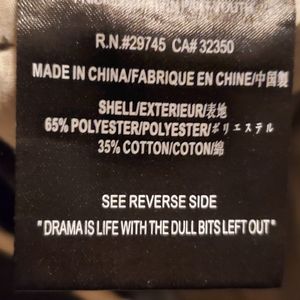 R.N.#29745 CA# 32350
MADE IN CHINA/FABRIQUE EN CHINE/中国製
SHELL/EXTERIEUR/表地
65% POLYESTER/POLYESTER/ポリエステル
35% COTTON/COTON/綿
SEE REVERSE SIDE
"DRAMA IS LIFE WITH THE DULL BITS LEFT OUT"